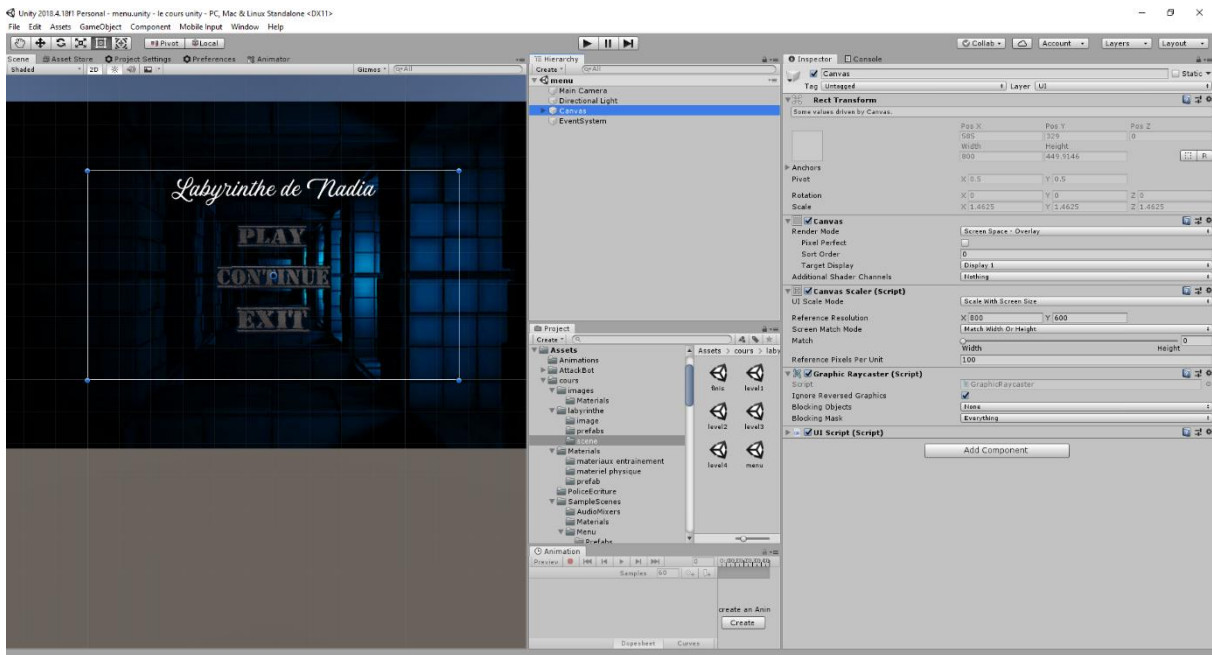 Unity 2018.4.18f1 Personal - menu.unity - le cours unity - PC, Mac & Linux Standalone <DX11>
File Edit Assets GameObject Component Mobile Input Window Help
Pivot Local
Collab Account Layers Layout
Scene Asset Store Project Settings Preferences Animator
Shaded 2D Gizmos All
Labyrinthe de Nadia
PLAY
CONTINUE
EXIT
Hierarchy
Create All
menu
Main Camera
Directional Light
Canvas
EventSystem
Project
Create
Assets
Animations
AttackBot
cours
images
Materials
labyrinthe
image
prefabs
scene
Materials
materiaux entrainement
materiel physique
prefab
PoliceEcriture
SampleScenes
AudioMixers
Materials
Menu
Prefabs
Assets > cours > laby
finis level1
level2 level3
level4 menu
Animation
Preview 0
Samples 60
create an Anin
Create
Dopesheet Curves
Inspector Console
Canvas Static
Tag Untagged Layer UI
Rect Transform
Some values driven by Canvas.
Pos X Pos Y Pos Z
585 329 0
Width Height
800 449.9146
R
Anchors
Pivot X 0.5 Y 0.5
Rotation X 0 Y 0 Z 0
Scale X 1.4625 Y 1.4625 Z 1.4625
Canvas
Render Mode Screen Space - Overlay
Pixel Perfect
Sort Order 0
Target Display Display 1
Additional Shader Channels Nothing
Canvas Scaler (Script)
UI Scale Mode Scale With Screen Size
Reference Resolution X 800 Y 600
Screen Match Mode Match Width Or Height
Match 0
Width Height
Reference Pixels Per Unit 100
Graphic Raycaster (Script)
Script GraphicRaycaster
Ignore Reversed Graphics
Blocking Objects None
Blocking Mask Everything
UI Script (Script)
Add Component